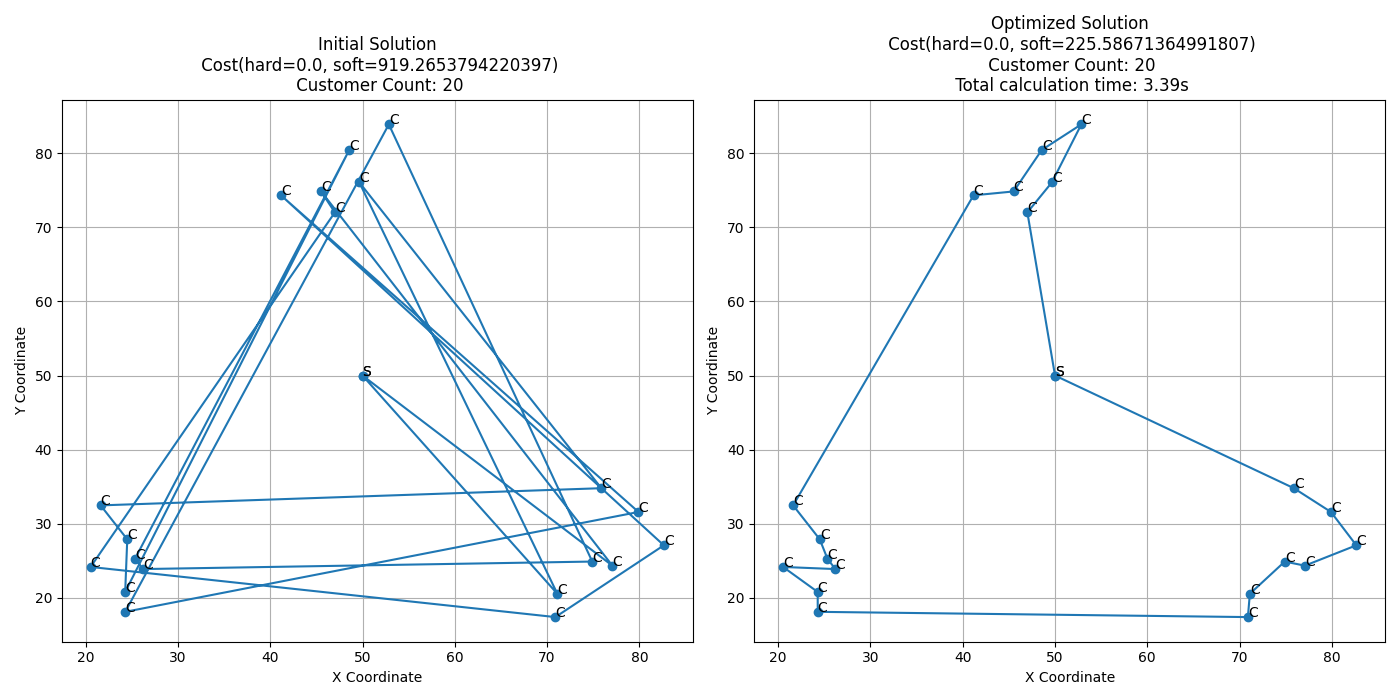 Initial Solution
Cost(hard=0.0, soft=919.2653794220397)
Customer Count: 20
80
70
60
50
40
30
20
Y Coordinate
C
C
C
C
C
C
S
C
C
C
C
C
C
C
C
C
C
C
C
C
20 30 40 50 60 70 80
X Coordinate
Optimized Solution
Cost(hard=0.0, soft=225.58671364991807)
Customer Count: 20
Total calculation time: 3.39s
80
70
60
50
40
30
20
Y Coordinate
C
C
C
C
C
C
S
C
C
C
C
C
C
C
C
C
C
C
C
C
20 30 40 50 60 70 80
X Coordinate